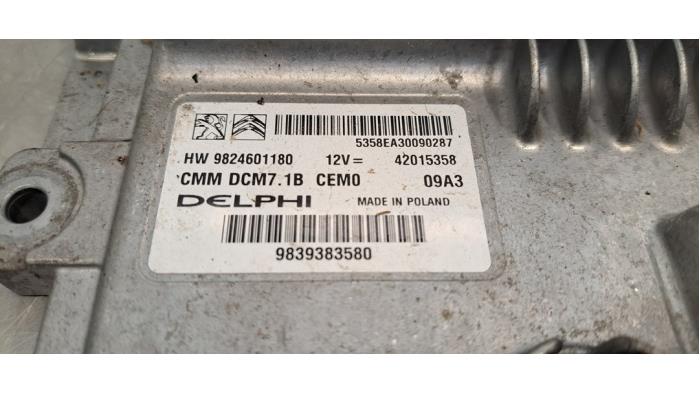 5358EA30090287
HW 9824601180 12V= 42015358
CMM DCM7.1B CEM0 09A3
DELPHI MADE IN POLAND
9839383580